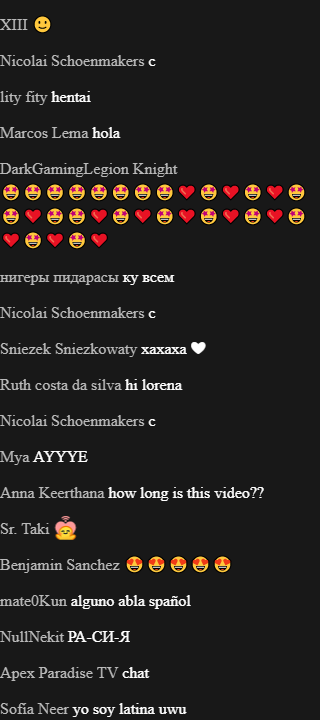 XIII 🙂
Nicolai Schoenmakers c
lity fity hentai
Marcos Lema hola
DarkGamingLegion Knight
🤩🤩🤩🤩🤩🤩🤩🤩❤🤩❤🤩❤🤩
🤩❤🤩🤩❤🤩❤🤩❤🤩❤🤩❤🤩
❤🤩❤🤩❤
нигеры пидарасы ку всем
Nicolai Schoenmakers c
Sniezek Sniezkowaty xaxaxa 🤍
Ruth costa da silva hi lorena
Nicolai Schoenmakers c
Mya AYYYE
Anna Keerthana how long is this video??
Sr. Taki
Benjamin Sanchez 🤩🤩🤩🤩🤩
mate0Kun alguno abla spañol
NullNekit РА-СИ-Я
Apex Paradise TV chat
Sofía Neer yo soy latina uwu